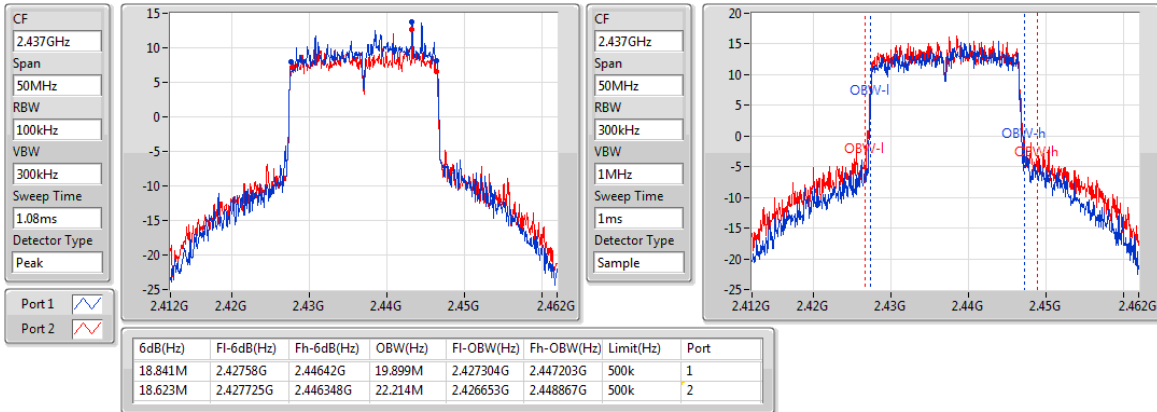 CF
2.437GHz
Span
50MHz
RBW
100kHz
VBW
300kHz
Sweep Time
1.08ms
Detector Type
Peak
Port 1
Port 2
15
10
5
0
-5
-10
-15
-20
-25
2.412G 2.42G 2.43G 2.44G 2.45G 2.462G
CF
2.437GHz
Span
50MHz
RBW
300kHz
VBW
1MHz
Sweep Time
1ms
Detector Type
Sample
20
15
10
5
0
-5
-10
-15
-20
-25
OBW-l
OBW-l
OBW-h
OBW-h
2.412G 2.42G 2.43G 2.44G 2.45G 2.462G
6dB(Hz) Fl-6dB(Hz) Fh-6dB(Hz) OBW(Hz) Fl-OBW(Hz) Fh-OBW(Hz) Limit(Hz) Port
18.841M 2.42758G 2.44642G 19.899M 2.427304G 2.447203G 500k 1
18.623M 2.427725G 2.446348G 22.214M 2.426653G 2.448867G 500k 2